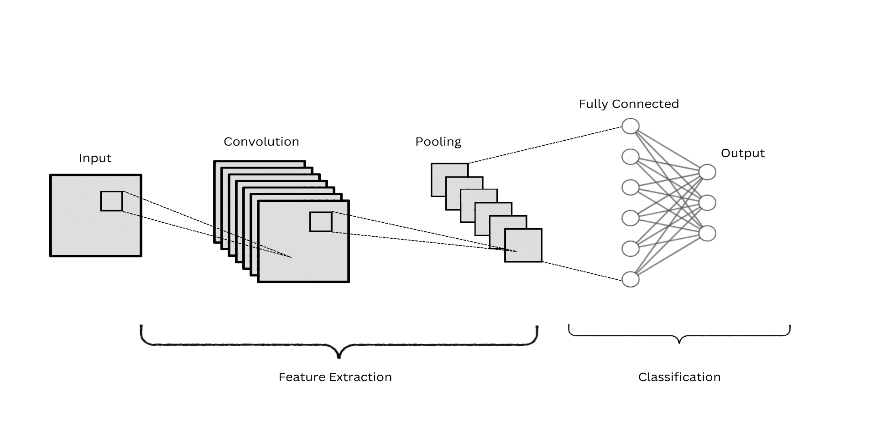 Fully Connected
Convolution
Pooling
Output
Input
Feature Extraction
Classification